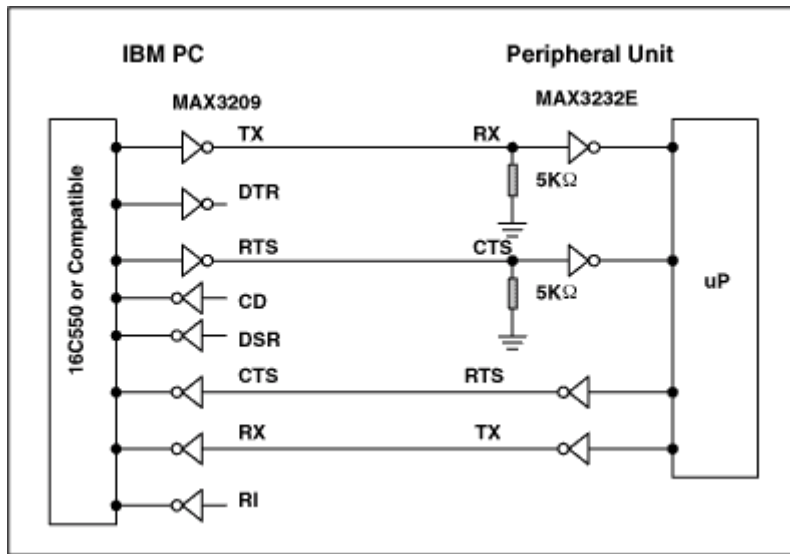 IBM PC
Peripheral Unit
MAX3209
MAX3232E
16C550 or Compatible
TX
RX
5KΩ
DTR
RTS
CTS
5KΩ
uP
CD
DSR
CTS
RTS
RX
TX
RI